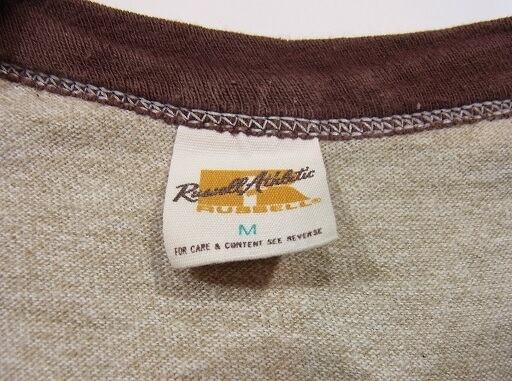 Russell Athletic
RUSSELL
M
FOR CARE & CONTENT SEE REVERSE